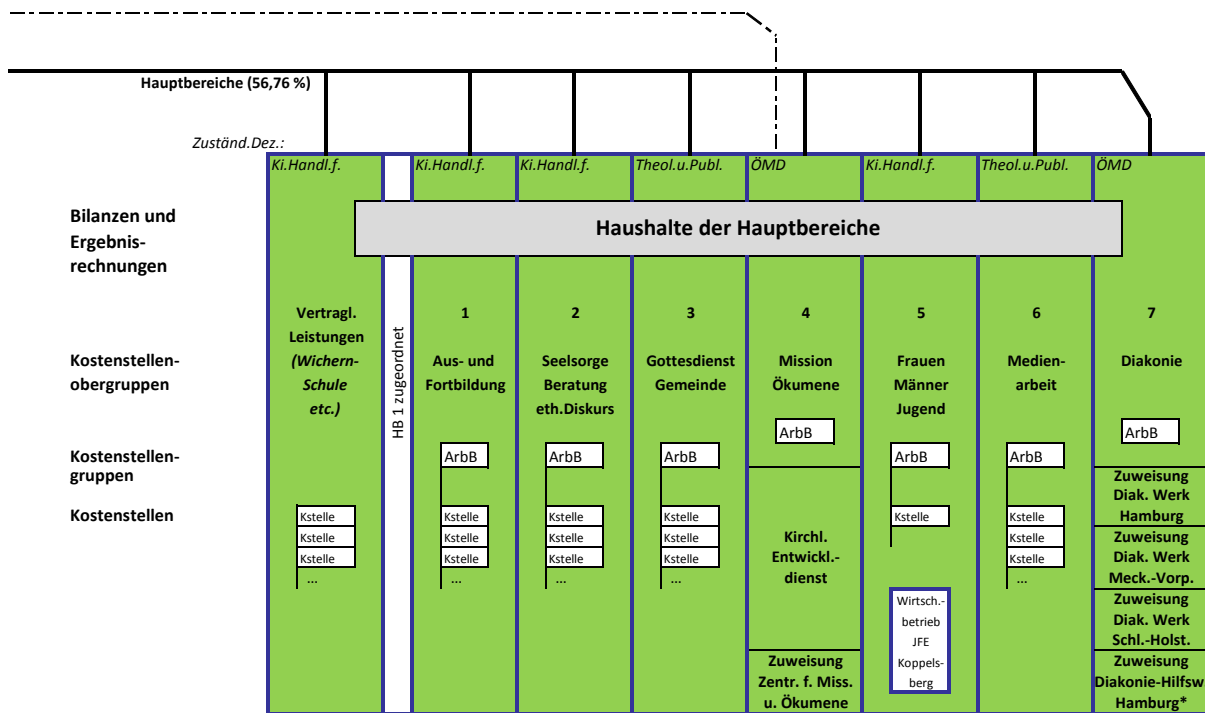 Hauptbereiche (56,76 %)
Zuständ.Dez.:
Ki.Handl.f.
Ki.Handl.f.
Ki.Handl.f.
Theol.u.Publ.
ÖMD
Ki.Handl.f.
Theol.u.Publ.
ÖMD
Bilanzen und
Ergebnis-
rechnungen
Haushalte der Hauptbereiche
Kostenstellen-
obergruppen
Vertragl.
Leistungen
(Wichern-
Schule
etc.)
HB 1 zugeordnet
1
Aus- und
Fortbildung
2
Seelsorge
Beratung
eth.Diskurs
3
Gottesdienst
Gemeinde
4
Mission
Ökumene
5
Frauen
Männer
Jugend
6
Medien-
arbeit
7
Diakonie
Kostenstellen-
gruppen
ArbB
ArbB
ArbB
ArbB
ArbB
ArbB
ArbB
Kostenstellen
Kstelle
Kstelle
Kstelle
...
Kstelle
Kstelle
Kstelle
...
Kstelle
Kstelle
Kstelle
...
Kstelle
Kstelle
Kstelle
...
Kirchl.
Entwickl.-
dienst
Zuweisung
Zentr. f. Miss.
u. Ökumene
Kstelle
Wirtsch.-
betrieb
JFE
Koppels-
berg
Kstelle
Kstelle
Kstelle
...
Zuweisung
Diak. Werk
Hamburg
Zuweisung
Diak. Werk
Meck.-Vorp.
Zuweisung
Diak. Werk
Schl.-Holst.
Zuweisung
Diakonie-Hilfsw.
Hamburg*